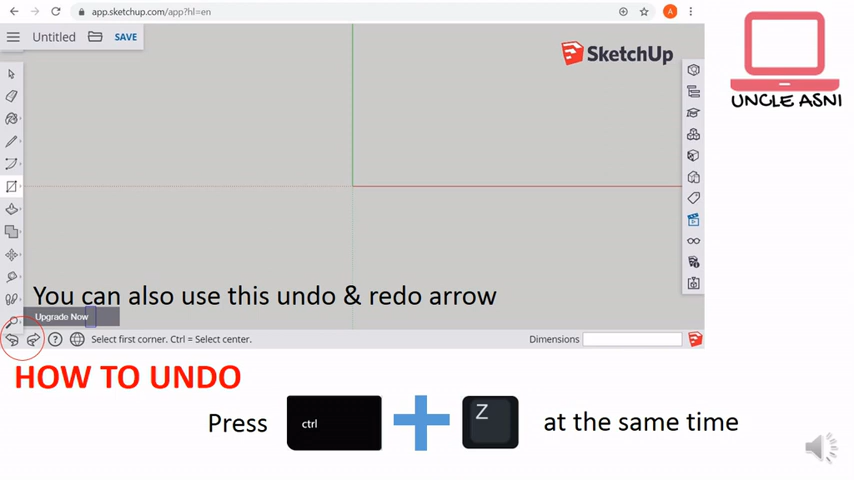 app.sketchup.com/app?hl=en
A
Untitled
SAVE
SketchUp
UNCLE ASNI
You can also use this undo & redo arrow
Upgrade Now
Select first corner. Ctrl = Select center.
Dimensions
HOW TO UNDO
Press
ctrl
Z
at the same time